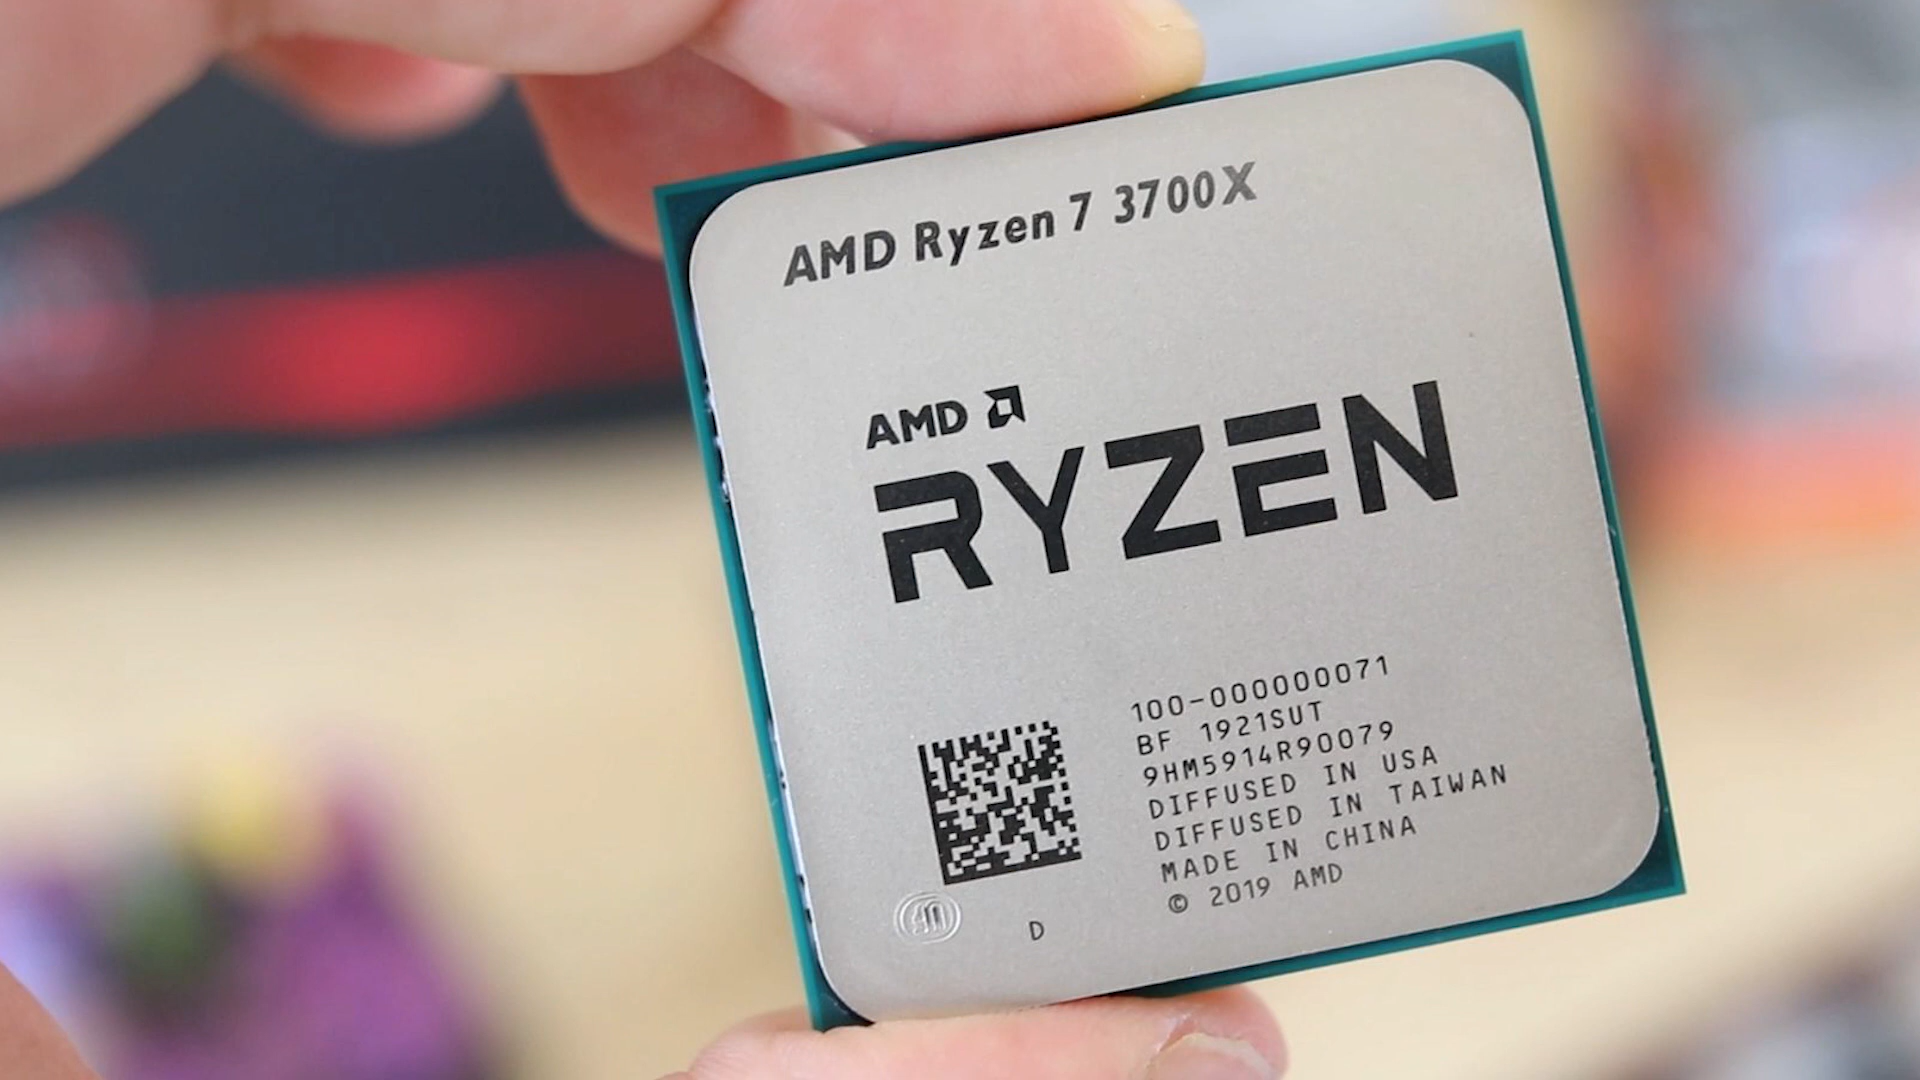 AMD Ryzen 7 3700X
AMD
RYZEN
100-000000071
BF 1921SUT
9HM5914R90079
DIFFUSED IN USA
DIFFUSED IN TAIWAN
MADE IN CHINA
© 2019 AMD
D